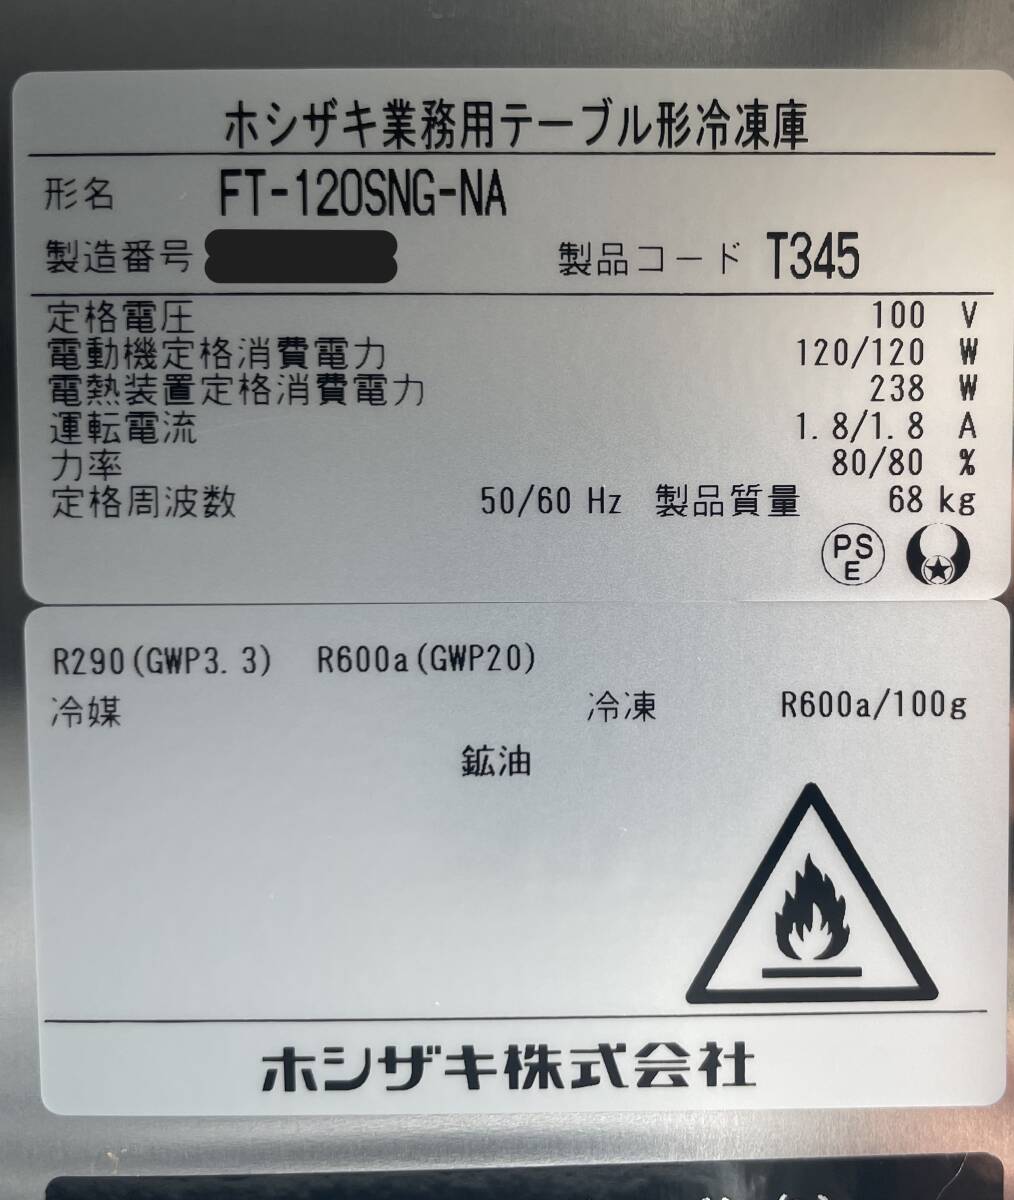 ホシザキ業務用テーブル形冷凍庫
形名 FT-120SNG-NA
製造番号 製品コード T345
定格電圧 100 V
電動機定格消費電力 120/120 W
電熱装置定格消費電力 238 W
運転電流 1.8/1.8 A
力率 80/80 %
定格周波数 50/60 Hz 製品質量 68 kg
PS
E
R290(GWP3.3) R600a(GWP20)
冷媒 冷凍 R600a/100g
鉱油
ホシザキ株式会社